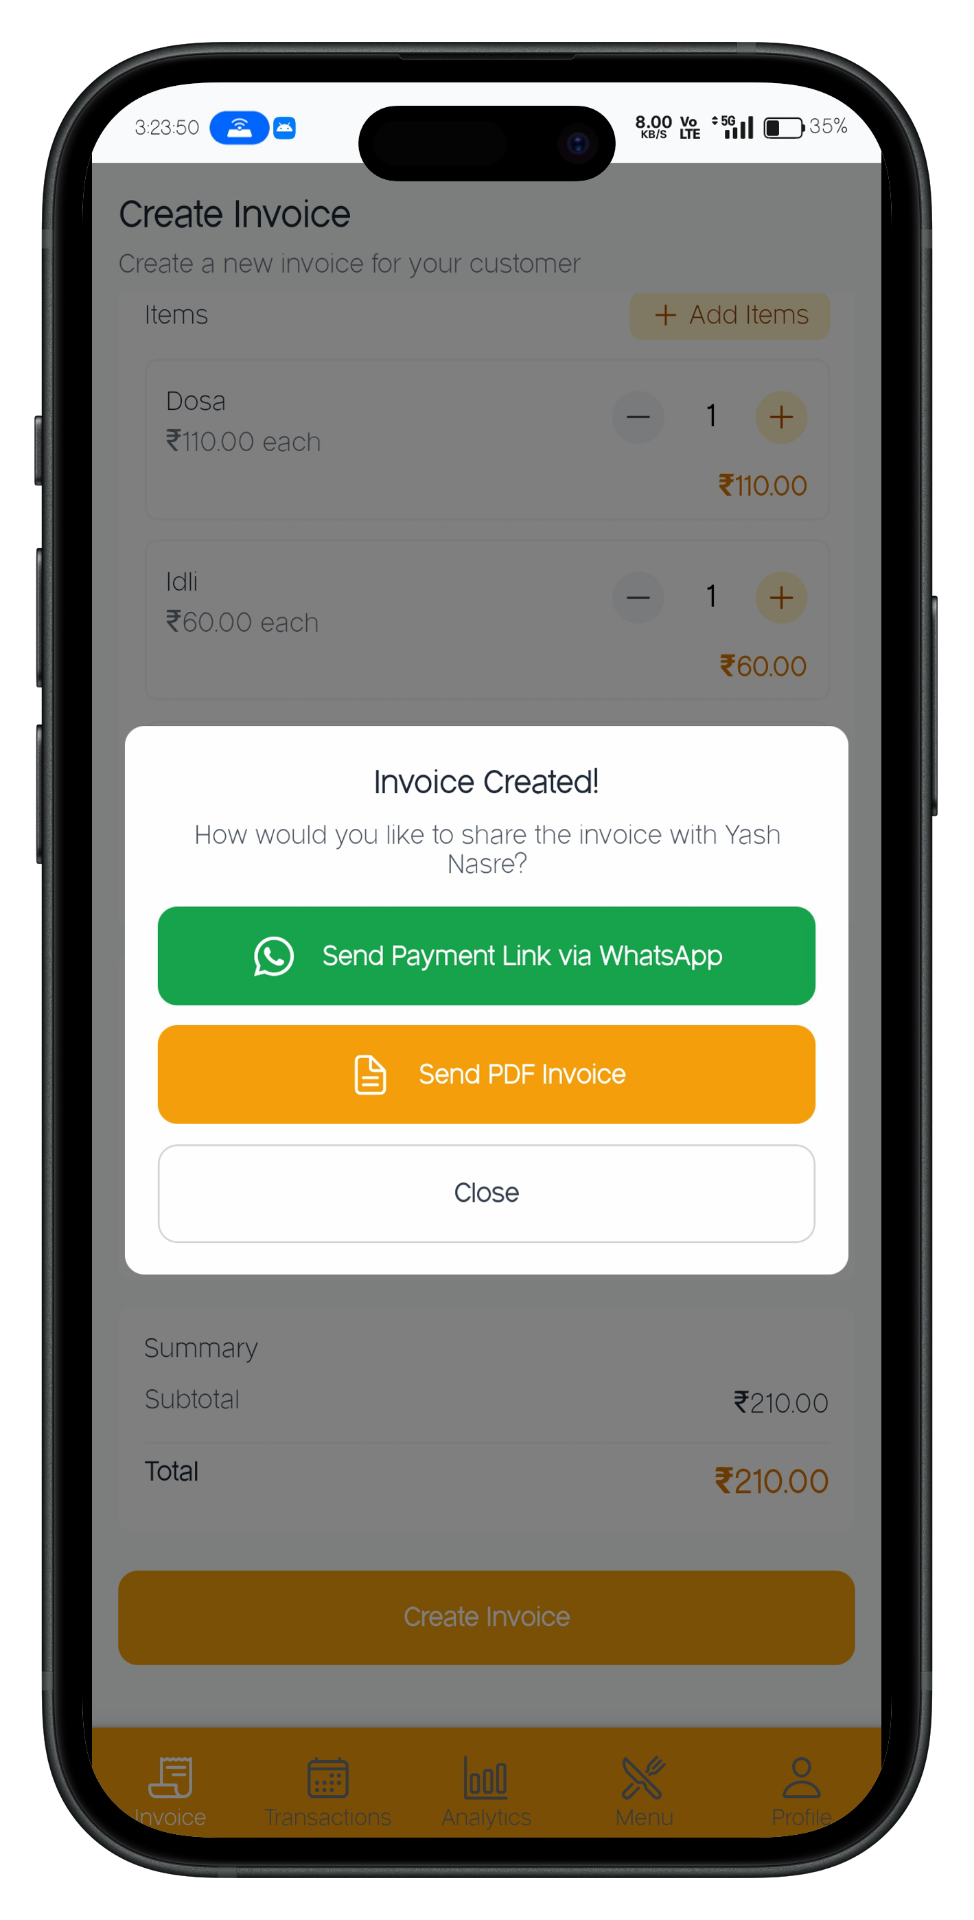 3:23:50
8.00 KB/S Vo LTE 5G 35%
Create Invoice
Create a new invoice for your customer
Items
+ Add Items
Dosa
1
₹110.00 each
₹110.00
Idli
1
₹60.00 each
₹60.00
Invoice Created!
How would you like to share the invoice with Yash
Nasre?
Send Payment Link via WhatsApp
Send PDF Invoice
Close
Summary
Subtotal
₹210.00
Total
₹210.00
Create Invoice
Invoice Transactions Analytics Menu Profile